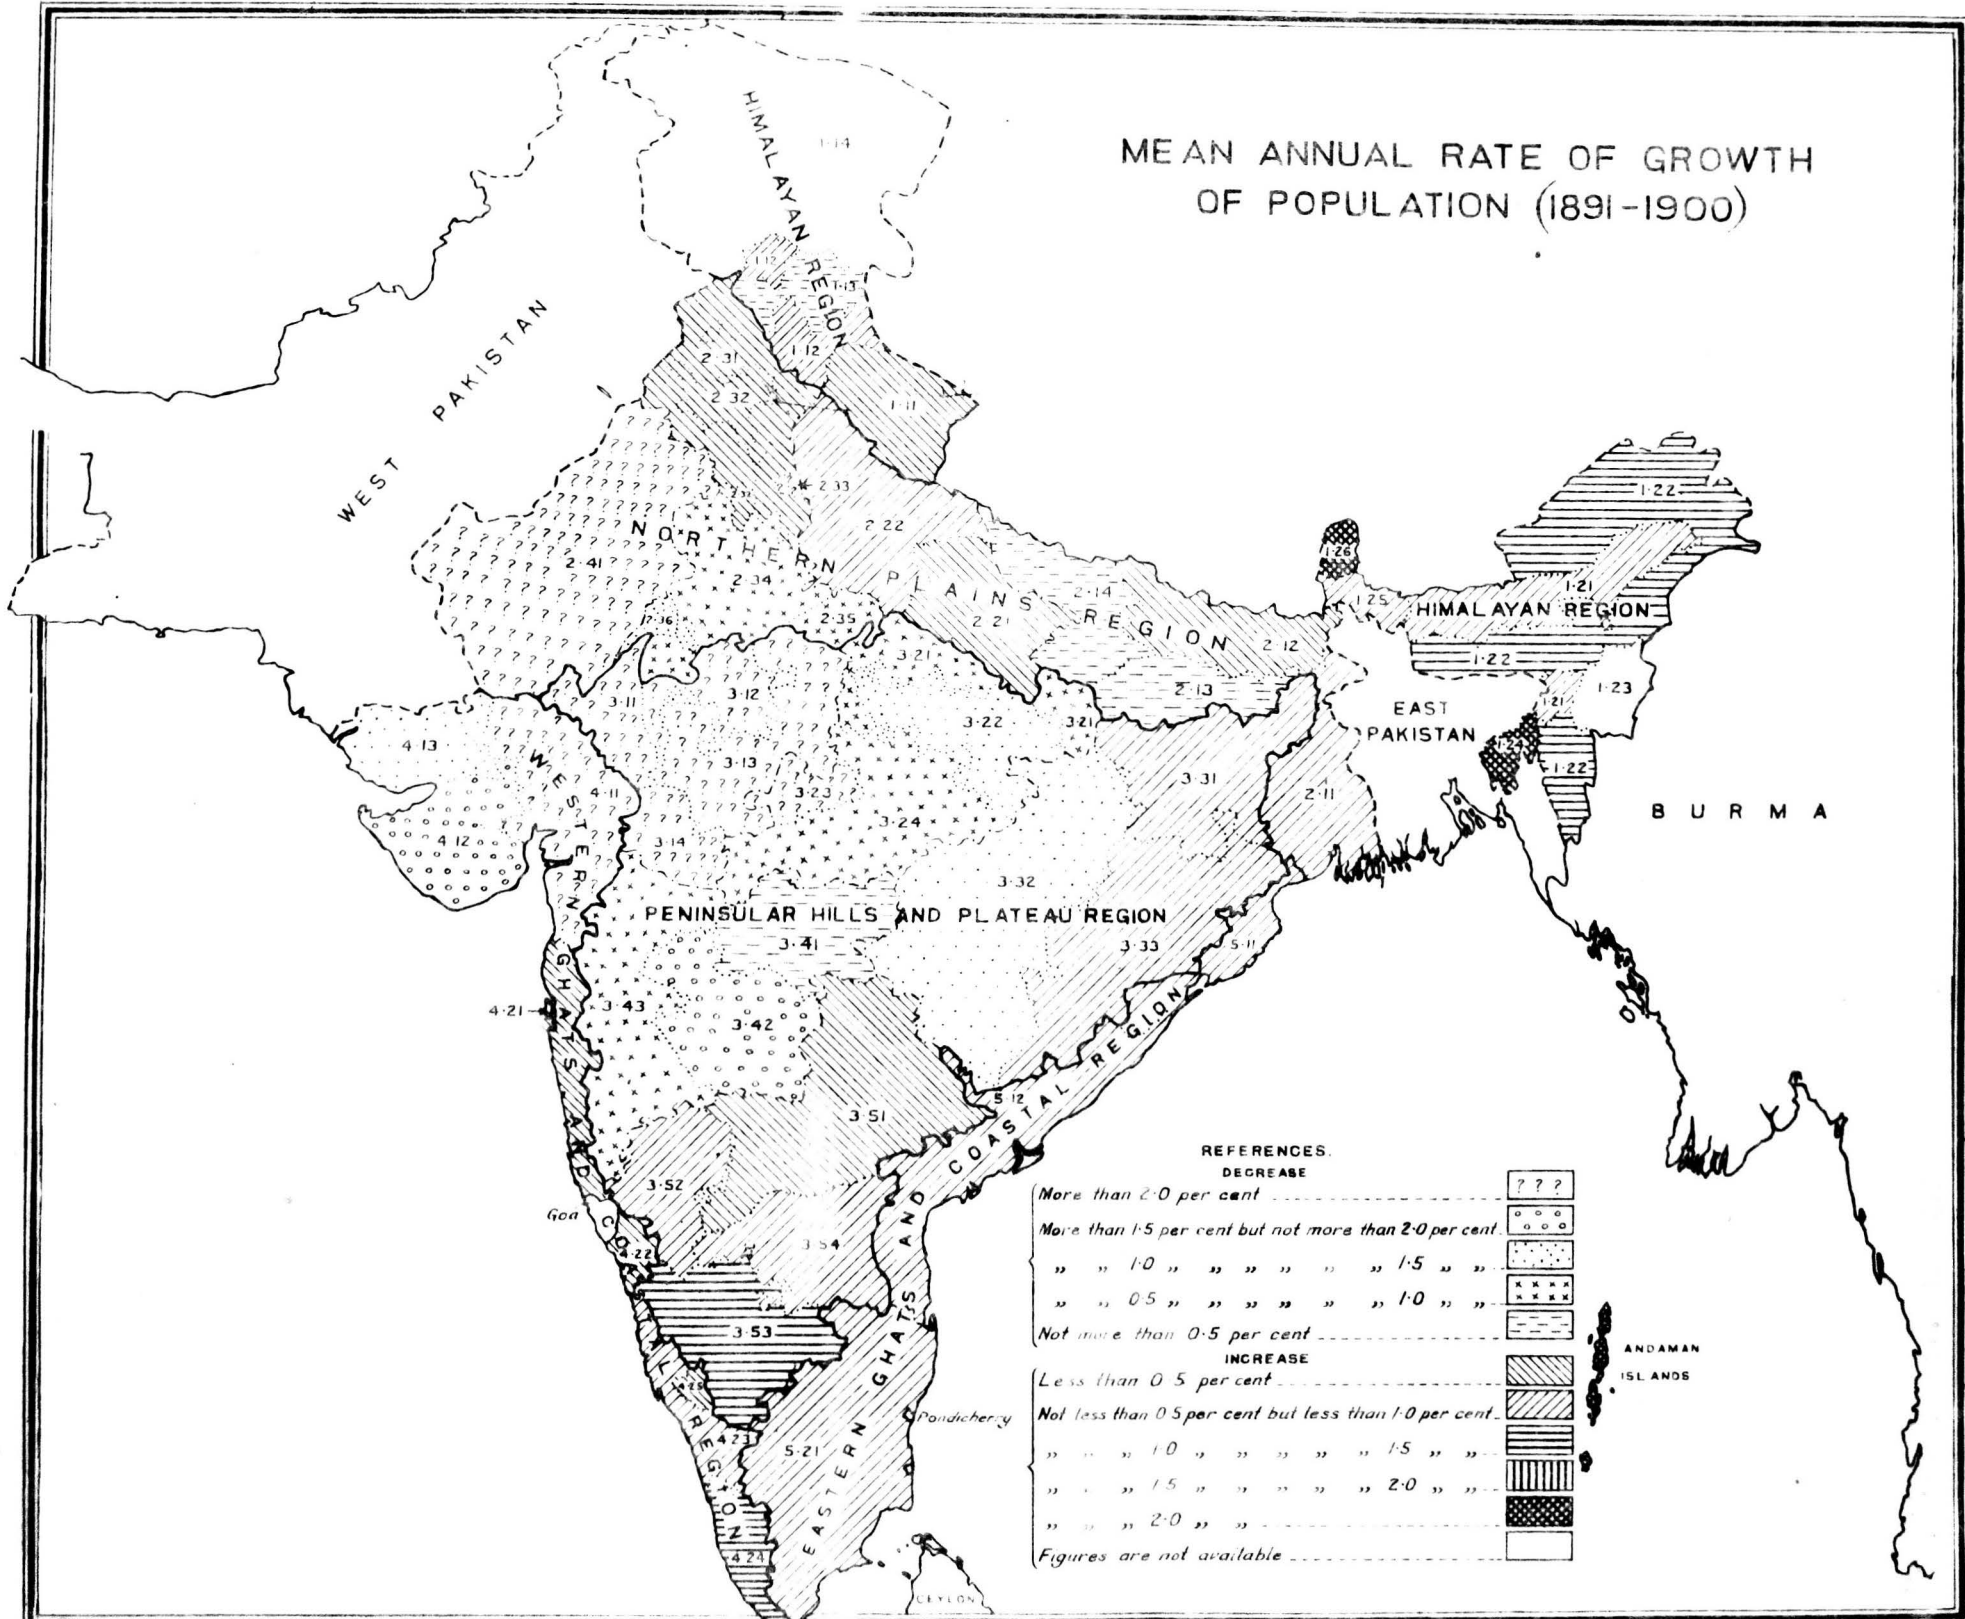 MEAN ANNUAL RATE OF GROWTH
OF POPULATION (1891-1900)
HIMALAYAN REGION
1·14
1·12
1·13
1·12
1·11
WEST PAKISTAN
2·31
2·32
2·33
2·22
NORTHERN PLAINS REGION
2·41
2·34
2·36
2·35
2·21
2·14
2·12
2·13
1·26
1·25
1·22
1·21
HIMALAYAN REGION
1·22
1·23
1·21
1·24
1·22
EAST
PAKISTAN
BURMA
3·21
3·12
3·11
3·22
3·21
4·13
3·13
3·31
2·11
4·11
3·23
3·24
4·12
3·14
3·32
PENINSULAR HILLS AND PLATEAU REGION
3·41
3·33
5·11
4·21
3·43
3·42
WESTERN GHATS AND COASTAL REGION
5·12
3·51
3·52
Goa
4·22
3·54
3·53
4·25
4·23
5·21
4·24
EASTERN GHATS AND COASTAL REGION
Pondicherry
CEYLON
ANDAMAN
ISLANDS
REFERENCES.
DECREASE
More than 2·0 per cent ? ? ?
More than 1·5 per cent but not more than 2·0 per cent.
„ „ 1·0 „ „ „ „ „ „ 1·5 „ „
„ „ 0·5 „ „ „ „ „ „ 1·0 „ „
Not more than 0·5 per cent
INCREASE
Less than 0·5 per cent
Not less than 0·5 per cent but less than 1·0 per cent
„ „ „ 1·0 „ „ „ „ „ 1·5 „ „
„ „ „ 1·5 „ „ „ „ „ 2·0 „ „
„ „ „ 2·0 „ „
Figures are not available